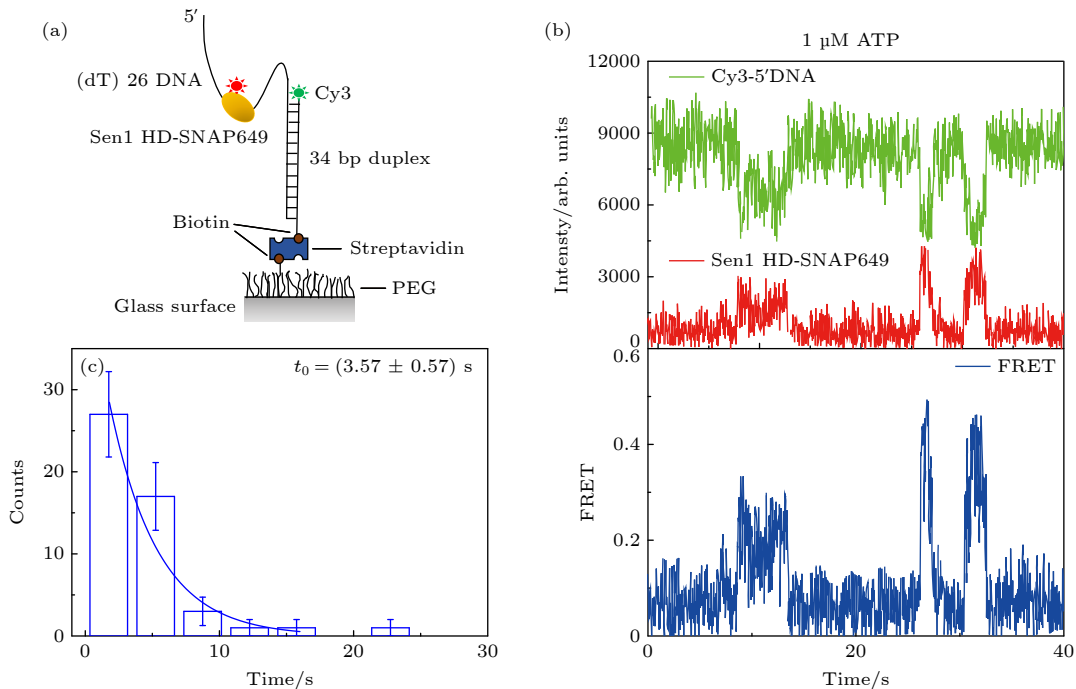 (a)
5′
(dT) 26 DNA
Cy3
Sen1 HD-SNAP649
34 bp duplex
Biotin
Streptavidin
PEG
Glass surface
(b)
1 μM ATP
12000
9000
6000
3000
0
Intensty/arb. units
Cy3-5′DNA
Sen1 HD-SNAP649
0.6
0.4
0.2
0
FRET
FRET
0
20
40
Time/s
(c)
t₀ = (3.57 ± 0.57) s
30
20
10
0
Counts
0
10
20
30
Time/s